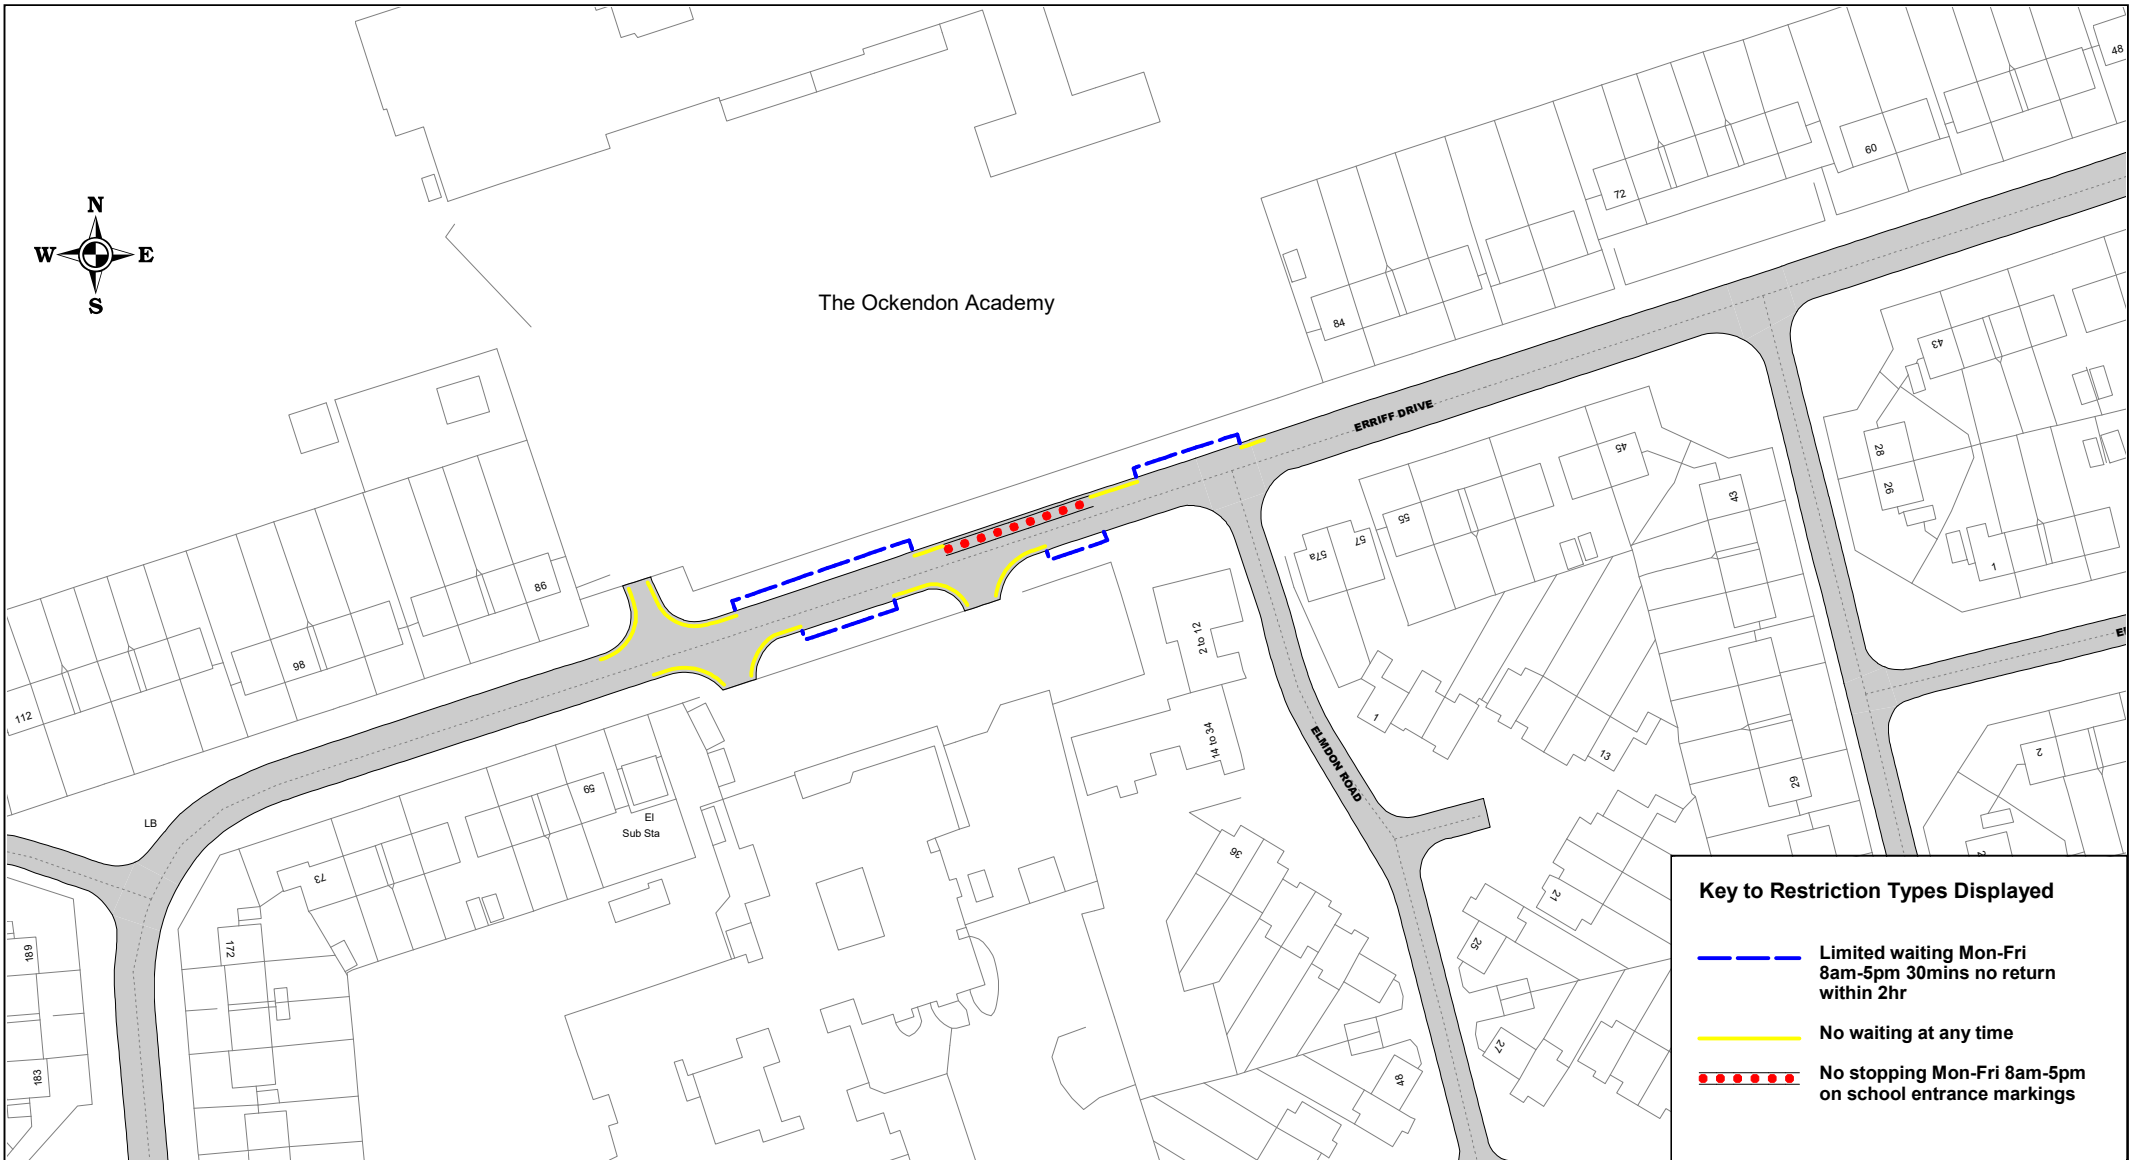 48
60
72
N
W E
S
The Ockendon Academy
84
43
ERRIFF DRIVE
45
28
26
55
43
57
57a
1
86
98
2 to 12
112
1
14 to 34
13
ELMDON ROAD
2
29
59
El
Sub Sta
LB
36
73
21
25
172
189
183
27
48
Key to Restriction Types Displayed
Limited waiting Mon-Fri
8am-5pm 30mins no return
within 2hr
No waiting at any time
No stopping Mon-Fri 8am-5pm
on school entrance markings